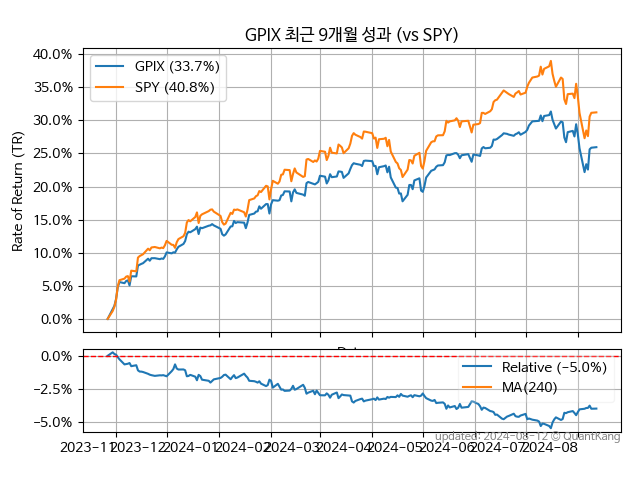 GPIX 최근 9개월 성과 (vs SPY)
40.0%
35.0%
30.0%
25.0%
20.0%
15.0%
10.0%
5.0%
0.0%
Rate of Return (TR)
GPIX (33.7%)
SPY (40.8%)
0.0%
−2.5%
−5.0%
Relative (−5.0%)
MA(240)
2023−11 2023−12 2024−01 2024−02 2024−03 2024−04 2024−05 2024−06 2024−07 2024−08
updated: 2024−08−12 © QuantKang